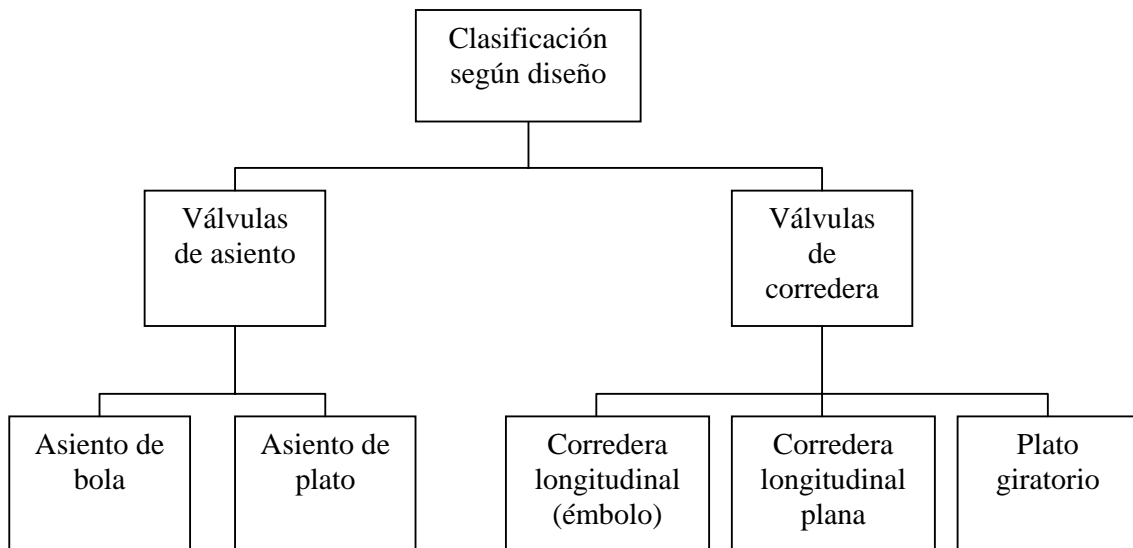 Clasificación
según diseño
Válvulas
de asiento
Válvulas
de
corredera
Asiento de
bola
Asiento de
plato
Corredera
longitudinal
(émbolo)
Corredera
longitudinal
plana
Plato
giratorio